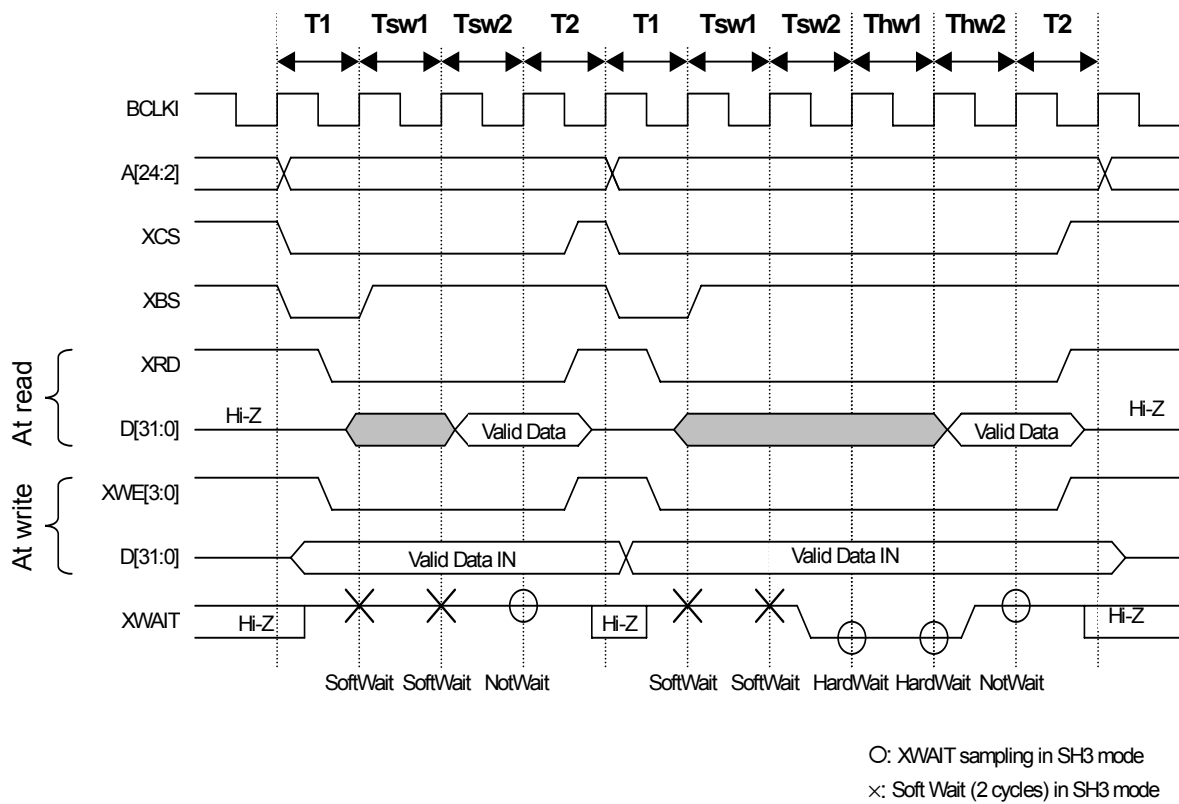 T1 Tsw1 Tsw2 T2 T1 Tsw1 Tsw2 Thw1 Thw2 T2
BCLKI
A[24:2]
XCS
XBS
At read
XRD
D[31:0] Hi-Z Valid Data Valid Data Hi-Z
At write
XWE[3:0]
D[31:0] Valid Data IN Valid Data IN
XWAIT Hi-Z Hi-Z Hi-Z
SoftWait SoftWait NotWait SoftWait SoftWait HardWait HardWait NotWait
O: XWAIT sampling in SH3 mode
×: Soft Wait (2 cycles) in SH3 mode